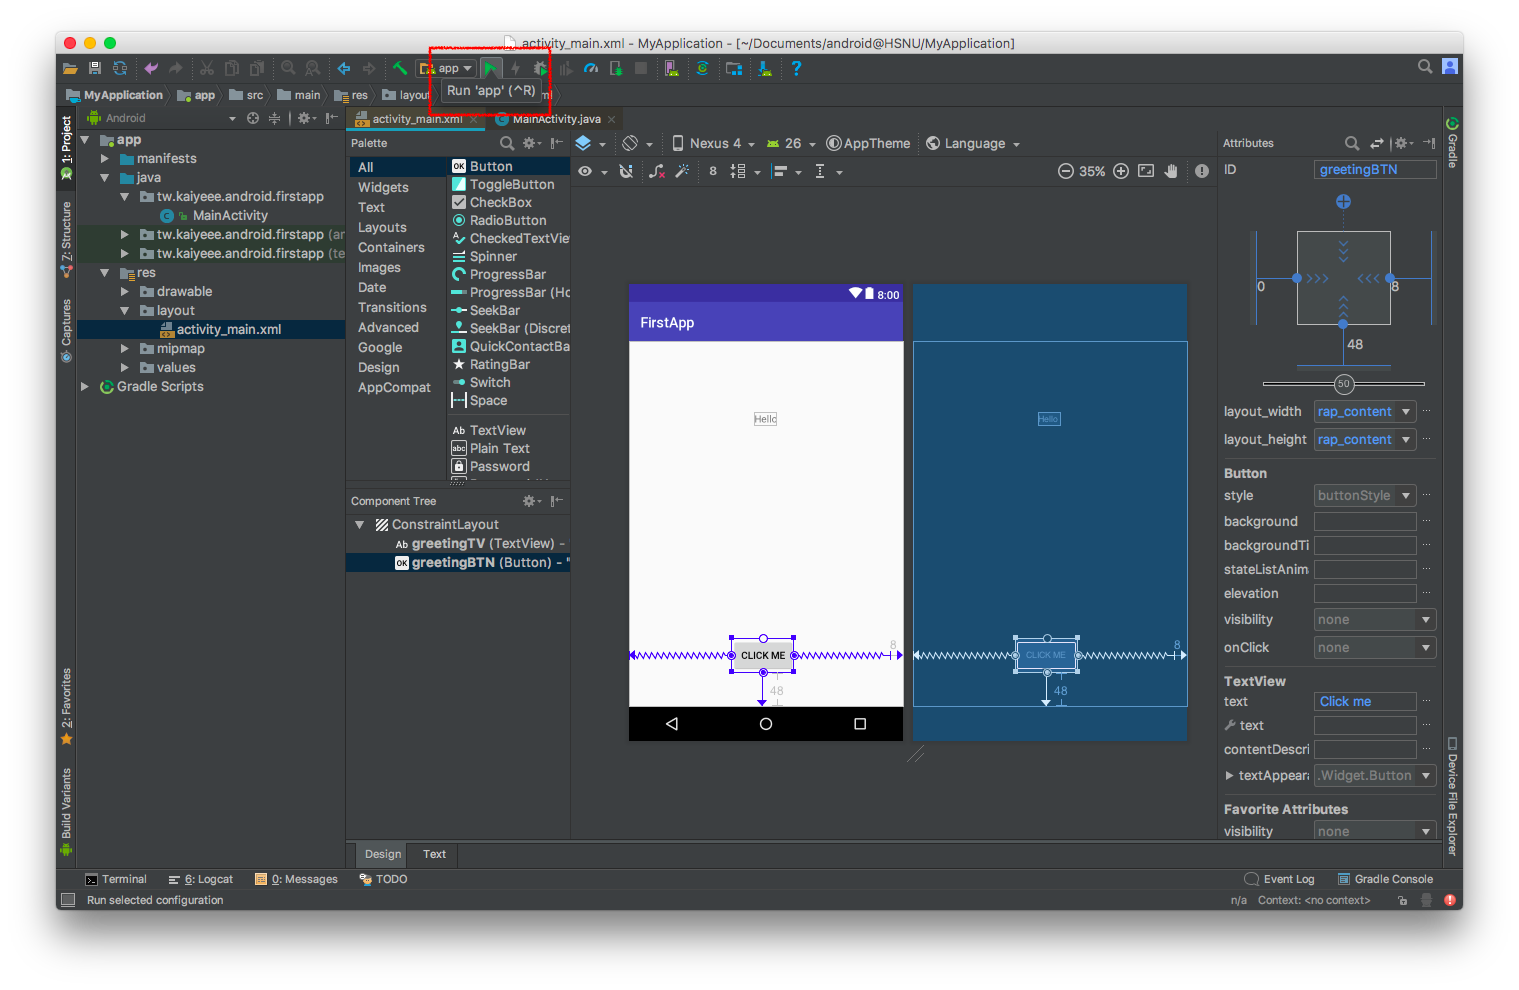 activity_main.xml - MyApplication - [~/Documents/android@HSNU/MyApplication]
app
MyApplication app src main res layout ml
Run 'app' (^R)
1: Project
Z: Structure
Captures
2: Favorites
Build Variants
Android
app
manifests
java
tw.kaiyeee.android.firstapp
MainActivity
tw.kaiyeee.android.firstapp (ar
tw.kaiyeee.android.firstapp (te
res
drawable
layout
activity_main.xml
mipmap
values
Gradle Scripts
activity_main.xml MainActivity.java
Palette
All
Widgets
Text
Layouts
Containers
Images
Date
Transitions
Advanced
Google
Design
AppCompat
OK Button
ToggleButton
CheckBox
RadioButton
CheckedTextVie
Spinner
ProgressBar
ProgressBar (Ho
SeekBar
SeekBar (Discret
QuickContactBa
RatingBar
Switch
Space
Ab TextView
abc Plain Text
Password
Component Tree
ConstraintLayout
Ab greetingTV (TextView) -
OK greetingBTN (Button) - "
Nexus 4 26 AppTheme Language
8
35%
8:00
FirstApp
Hello
CLICK ME
8
48
Hello
CLICK ME
8
48
Attributes
ID greetingBTN
0
8
48
50
layout_width rap_content
layout_height rap_content
Button
style buttonStyle
background
backgroundTi
stateListAnim
elevation
visibility none
onClick none
TextView
text Click me
text
contentDescri
textAppear .Widget.Button
Favorite Attributes
visibility none
Gradle
Device File Explorer
Design Text
Terminal 6: Logcat 0: Messages TODO
Event Log Gradle Console
Run selected configuration
n/a Context: <no context>